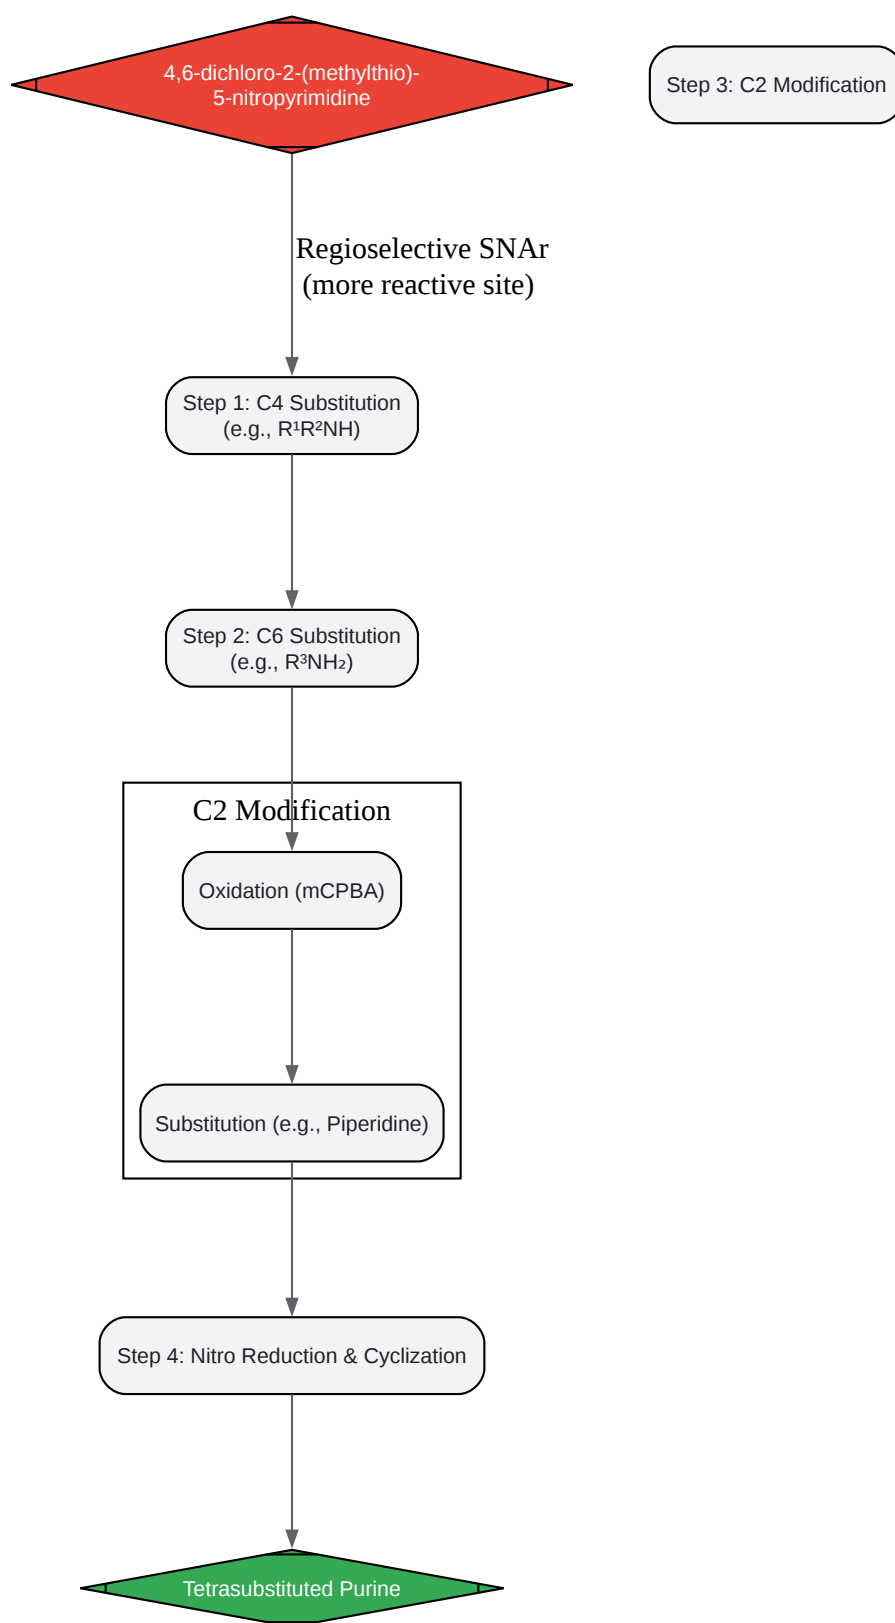 4,6-dichloro-2-(methylthio)-
5-nitropyrimidine
Step 3: C2 Modification
Regioselective SNAr
(more reactive site)
Step 1: C4 Substitution
(e.g., R¹R²NH)
Step 2: C6 Substitution
(e.g., R³NH₂)
C2 Modification
Oxidation (mCPBA)
Substitution (e.g., Piperidine)
Step 4: Nitro Reduction & Cyclization
Tetrasubstituted Purine